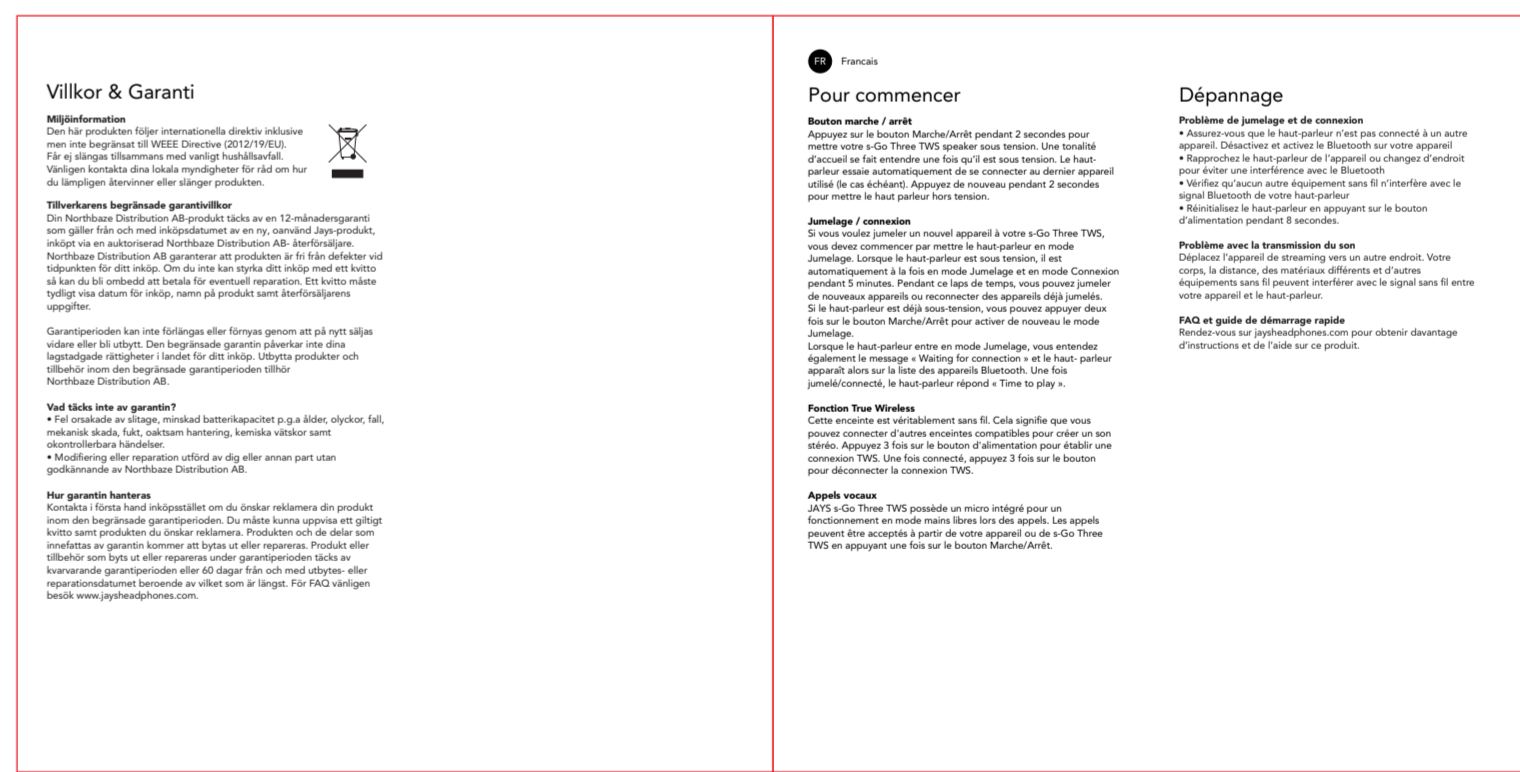 Villkor & Garanti
Miljöinformation
Den här produkten följer internationella direktiv inklusive
men inte begränsat till WEEE Directive (2012/19/EU).
Får ej slängas tillsammans med vanligt hushållsavfall.
Vänligen kontakta dina lokala myndigheter för råd om hur
du lämpligen återvinner eller slänger produkten.
Tillverkarens begränsade garantivillkor
Din Northbaze Distribution AB-produkt täcks av en 12-månadersgaranti
som gäller från och med inköpsdatumet av en ny, oanvänd Jays-produkt,
inköpt via en auktoriserad Northbaze Distribution AB- återförsäljare.
Northbaze Distribution AB garanterar att produkten är fri från defekter vid
tidpunkten för ditt inköp. Om du inte kan styrka ditt inköp med ett kvitto
så kan du bli ombedd att betala för eventuell reparation. Ett kvitto måste
tydligt visa datum för inköp, namn på produkt samt återförsäljarens
uppgifter.
Garantiperioden kan inte förlängas eller förnyas genom att på nytt säljas
vidare eller bli utbytt. Den begränsade garantin påverkar inte dina
lagstadgade rättigheter i landet för ditt inköp. Utbytta produkter och
tillbehör inom den begränsade garantiperioden tillhör
Northbaze Distribution AB.
Vad täcks inte av garantin?
• Fel orsakade av slitage, minskad batterikapacitet p.g.a ålder, olyckor, fall,
mekanisk skada, fukt, oaktsam hantering, kemiska vätskor samt
okontrollerbara händelser.
• Modifiering eller reparation utförd av dig eller annan part utan
godkännande av Northbaze Distribution AB.
Hur garantin hanteras
Kontakta i första hand inköpsstället om du önskar reklamera din produkt
inom den begränsade garantiperioden. Du måste kunna uppvisa ett giltigt
kvitto samt produkten du önskar reklamera. Produkten och de delar som
innefattas av garantin kommer att bytas ut eller repareras. Produkt eller
tillbehör som byts ut eller repareras under garantiperioden täcks av
kvarvarande garantiperioden eller 60 dagar från och med utbytes- eller
reparationsdatumet beroende av vilket som är längst. För FAQ vänligen
besök www.jaysheadphones.com.
FR Francais
Pour commencer
Bouton marche / arrêt
Appuyez sur le bouton Marche/Arrêt pendant 2 secondes pour
mettre votre s-Go Three TWS speaker sous tension. Une tonalité
d'accueil se fait entendre une fois qu'il est sous tension. Le haut-
parleur essaie automatiquement de se connecter au dernier appareil
utilisé (le cas échéant). Appuyez de nouveau pendant 2 secondes
pour mettre le haut parleur hors tension.
Jumelage / connexion
Si vous voulez jumeler un nouvel appareil à votre s-Go Three TWS,
vous devez commencer par mettre le haut-parleur en mode
Jumelage. Lorsque le haut-parleur est sous tension, il est
automatiquement à la fois en mode Jumelage et en mode Connexion
pendant 5 minutes. Pendant ce laps de temps, vous pouvez jumeler
de nouveaux appareils ou reconnecter des appareils déjà jumelés.
Si le haut-parleur est déjà sous-tension, vous pouvez appuyer deux
fois sur le bouton Marche/Arrêt pour activer de nouveau le mode
Jumelage.
Lorsque le haut-parleur entre en mode Jumelage, vous entendez
également le message « Waiting for connection » et le haut- parleur
apparaît alors sur la liste des appareils Bluetooth. Une fois
jumelé/connecté, le haut-parleur répond « Time to play ».
Fonction True Wireless
Cette enceinte est véritablement sans fil. Cela signifie que vous
pouvez connecter d'autres enceintes compatibles pour créer un son
stéréo. Appuyez 3 fois sur le bouton d'alimentation pour établir une
connexion TWS. Une fois connecté, appuyez 3 fois sur le bouton
pour déconnecter la connexion TWS.
Appels vocaux
JAYS s-Go Three TWS possède un micro intégré pour un
fonctionnement en mode mains libres lors des appels. Les appels
peuvent être acceptés à partir de votre appareil ou de s-Go Three
TWS en appuyant une fois sur le bouton Marche/Arrêt.
Dépannage
Problème de jumelage et de connexion
• Assurez-vous que le haut-parleur n'est pas connecté à un autre
appareil. Désactivez et activez le Bluetooth sur votre appareil
• Rapprochez le haut-parleur de l'appareil ou changez d'endroit
pour éviter une interférence avec le Bluetooth
• Vérifiez qu'aucun autre équipement sans fil n'interfère avec le
signal Bluetooth de votre haut-parleur
• Réinitialisez le haut-parleur en appuyant sur le bouton
d'alimentation pendant 8 secondes.
Problème avec la transmission du son
Déplacez l'appareil de streaming vers un autre endroit. Votre
corps, la distance, des matériaux différents et d'autres
équipements sans fil peuvent interférer avec le signal sans fil entre
votre appareil et le haut-parleur.
FAQ et guide de démarrage rapide
Rendez-vous sur jaysheadphones.com pour obtenir davantage
d'instructions et de l'aide sur ce produit.